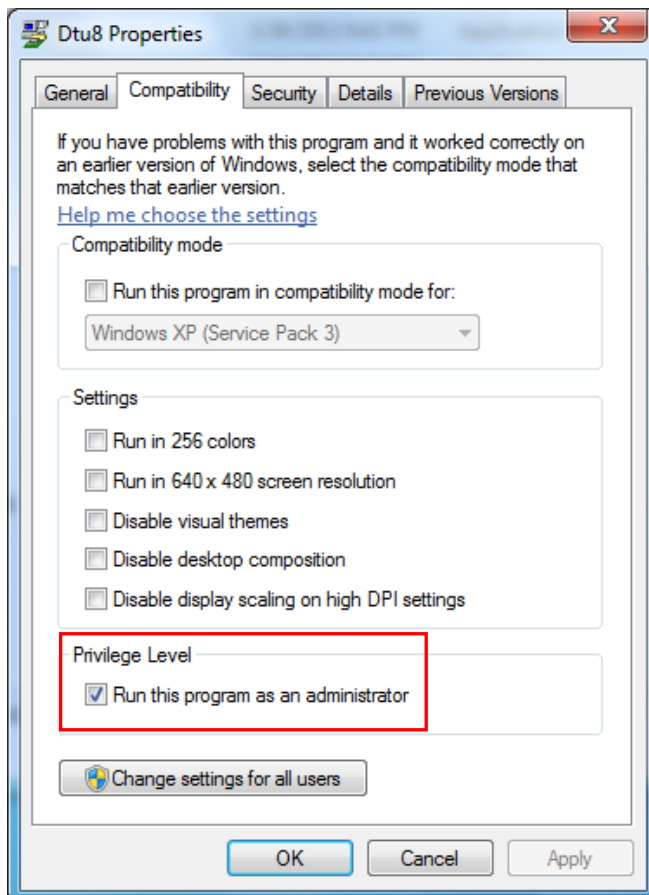 Dtu8 Properties
General Compatibility Security Details Previous Versions
If you have problems with this program and it worked correctly on
an earlier version of Windows, select the compatibility mode that
matches that earlier version.
Help me choose the settings
Compatibility mode
Run this program in compatibility mode for:
Windows XP (Service Pack 3)
Settings
Run in 256 colors
Run in 640 x 480 screen resolution
Disable visual themes
Disable desktop composition
Disable display scaling on high DPI settings
Privilege Level
Run this program as an administrator
Change settings for all users
OK Cancel Apply